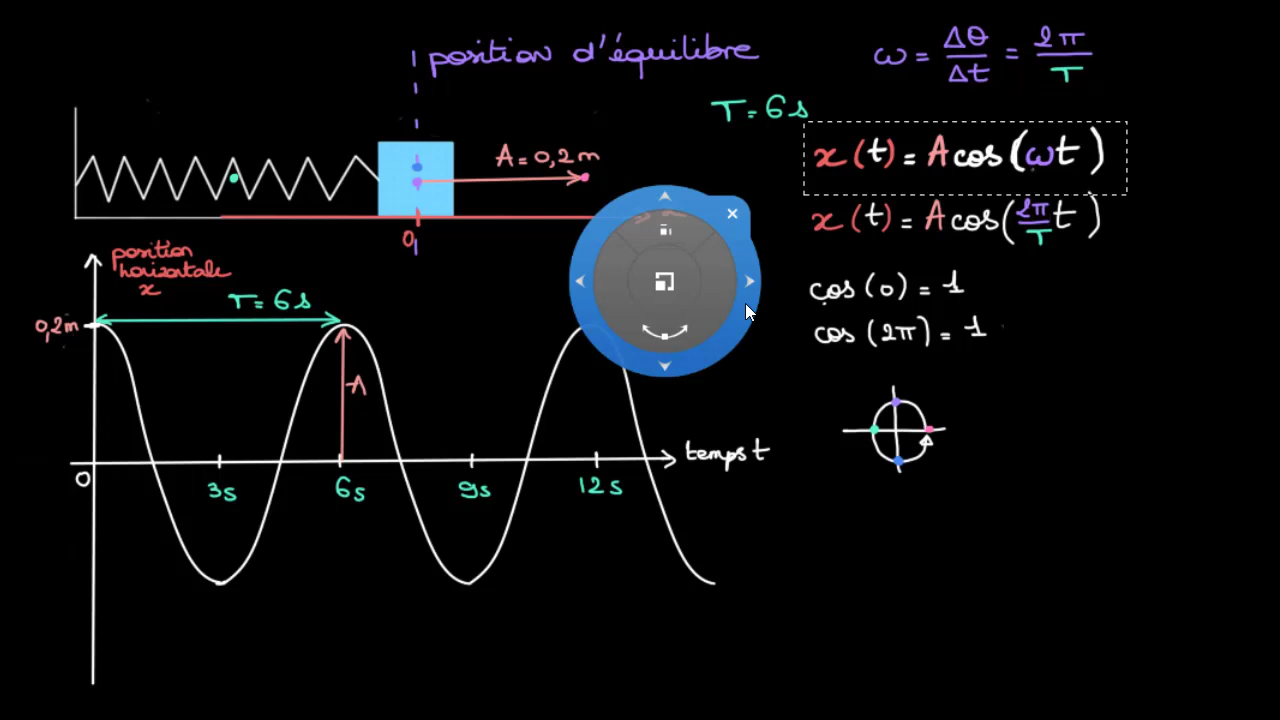 position d'équilibre
ω = Δθ/Δt = 2π/T
T = 6s
x(t) = A cos(ωt)
A = 0,2m
x(t) = A cos(2π/T t)
0
position
horizontale
x
T = 6s
cos(0) = 1
0,2m
cos(2π) = 1
A
temps t
0
3s
6s
9s
12s